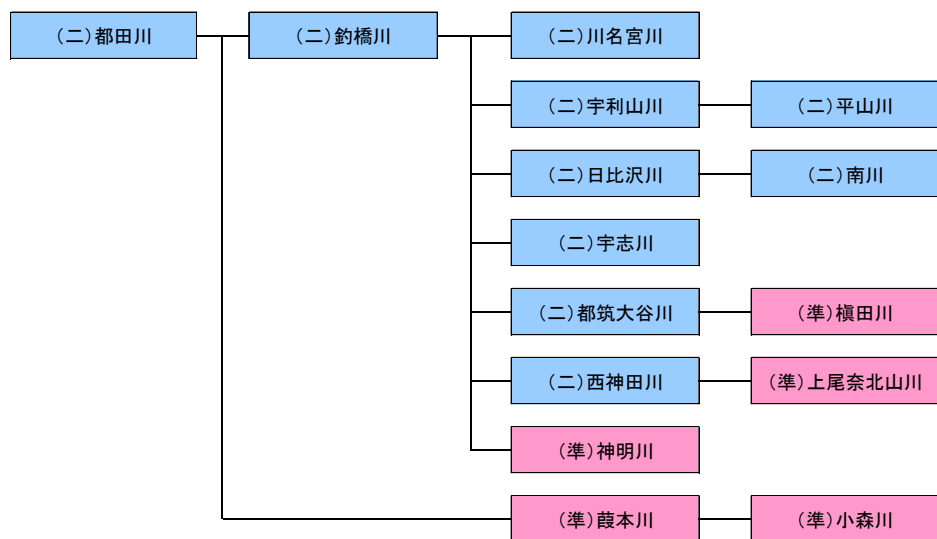 （二）都田川
（二）釣橋川
（二）川名宮川
（二）宇利山川
（二）平山川
（二）日比沢川
（二）南川
（二）宇志川
（二）都筑大谷川
（準）槇田川
（二）西神田川
（準）上尾奈北山川
（準）神明川
（準）葭本川
（準）小森川